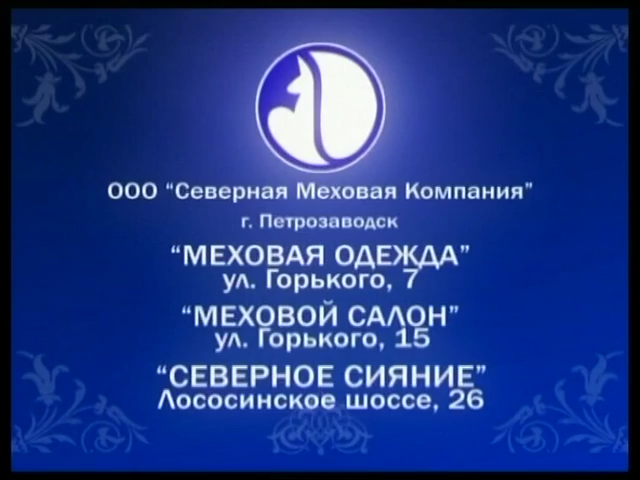 ООО “Северная Меховая Компания”
г. Петрозаводск
“МЕХОВАЯ ОДЕЖДА”
ул. Горького, 7
“МЕХОВОЙ САЛОН”
ул. Горького, 15
“СЕВЕРНОЕ СИЯНИЕ”
Лососинское шоссе, 26